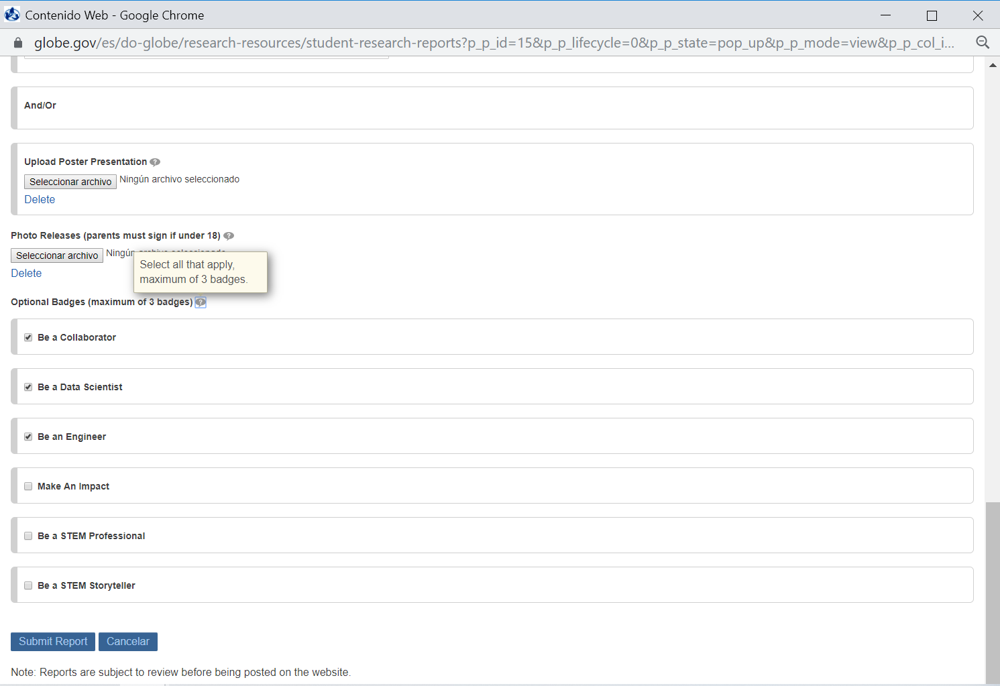 Contenido Web - Google Chrome
globe.gov/es/do-globe/research-resources/student-research-reports?p_p_id=15&p_p_lifecycle=0&p_p_state=pop_up&p_p_mode=view&p_p_col_i...
And/Or
Upload Poster Presentation ?
Seleccionar archivo Ningún archivo seleccionado
Delete
Photo Releases (parents must sign if under 18) ?
Seleccionar archivo Ningún archivo seleccionado
Select all that apply,
maximum of 3 badges.
Delete
Optional Badges (maximum of 3 badges) ?
Be a Collaborator
Be a Data Scientist
Be an Engineer
Make An Impact
Be a STEM Professional
Be a STEM Storyteller
Submit Report Cancelar
Note: Reports are subject to review before being posted on the website.